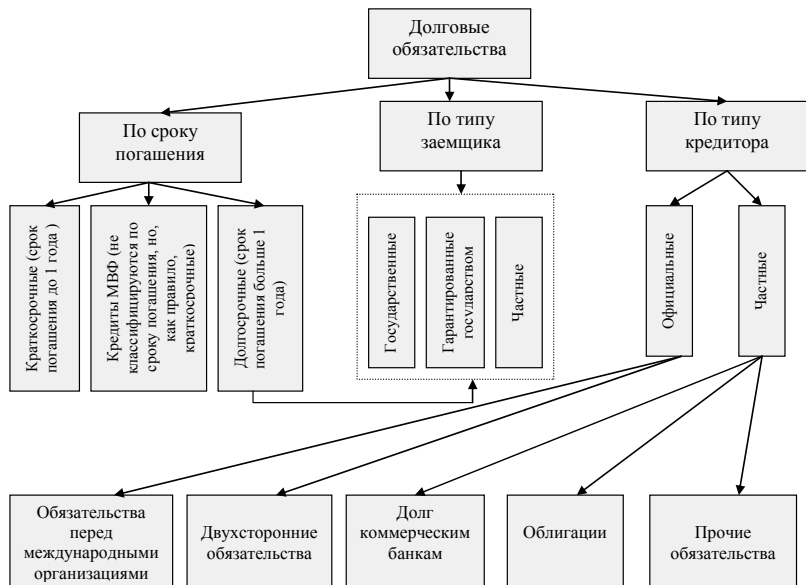 Долговые
обязательства
По сроку
погашения
По типу
заемщика
По типу
кредитора
Краткосрочные (срок
погашения до 1 года )
Кредиты МВФ (не
классифицируются по
сроку погашения, но,
как правило,
краткосрочные)
Долгосрочные (срок
погашения больше 1
года)
Государственные
Гарантированные
государством
Частные
Официальные
Частные
Обязательства
перед
международными
организациями
Двухсторонние
обязательства
Долг
коммерческим
банкам
Облигации
Прочие
обязательства